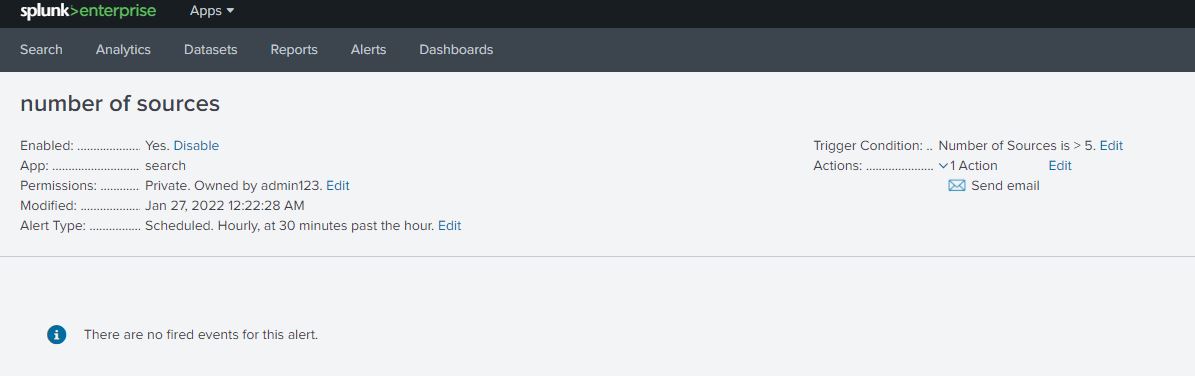 splunk>enterprise Apps
Search Analytics Datasets Reports Alerts Dashboards
number of sources
Enabled: .................... Yes. Disable
App: ........................... search
Permissions: ............ Private. Owned by admin123. Edit
Modified: ................... Jan 27, 2022 12:22:28 AM
Alert Type: ................ Scheduled. Hourly, at 30 minutes past the hour. Edit
Trigger Condition: .. Number of Sources is > 5. Edit
Actions: ..................... 1 Action Edit
Send email
There are no fired events for this alert.